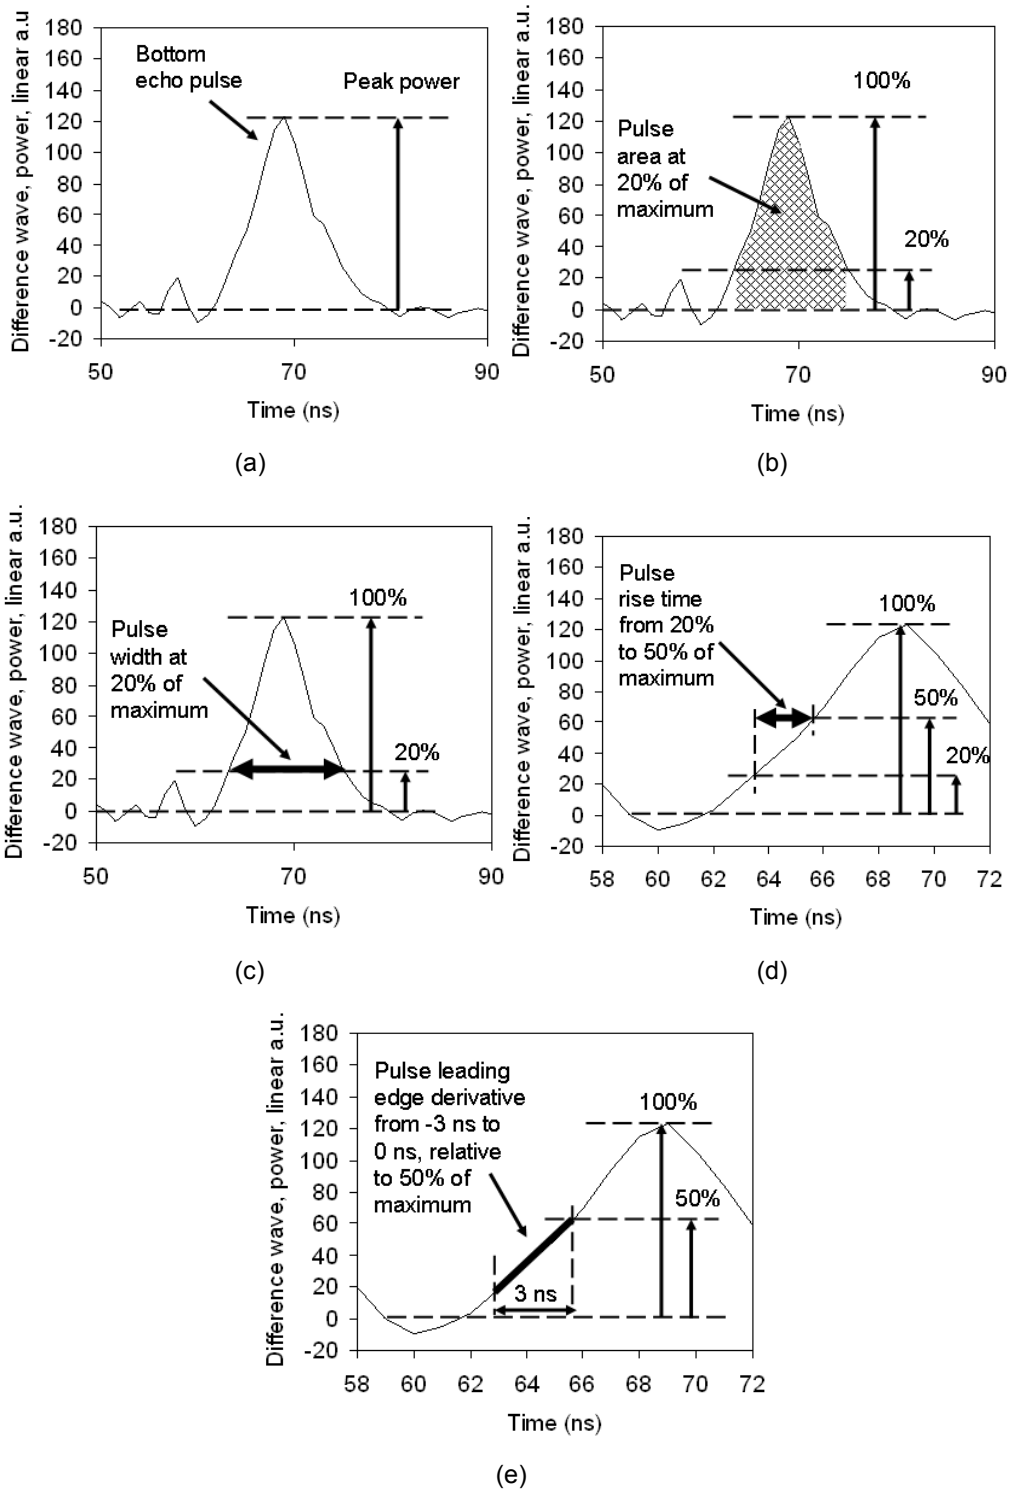 Difference wave, power, linear a.u
180
160
140
120
100
80
60
40
20
0
-20
50
70
90
Time (ns)
Bottom
echo pulse
Peak power
(a)
Difference wave, power, linear a.u.
180
160
140
120
100
80
60
40
20
0
-20
50
70
90
Time (ns)
Pulse
area at
20% of
maximum
100%
20%
(b)
Difference wave, power, linear a.u.
180
160
140
120
100
80
60
40
20
0
-20
50
70
90
Time (ns)
Pulse
width at
20% of
maximum
100%
20%
(c)
Difference wave, power, linear a.u.
180
160
140
120
100
80
60
40
20
0
-20
58
60
62
64
66
68
70
72
Time (ns)
Pulse
rise time
from 20%
to 50% of
maximum
100%
50%
20%
(d)
Difference wave, power, linear a.u.
180
160
140
120
100
80
60
40
20
0
-20
58
60
62
64
66
68
70
72
Time (ns)
Pulse leading
edge derivative
from -3 ns to
0 ns, relative
to 50% of
maximum
100%
50%
3 ns
(e)